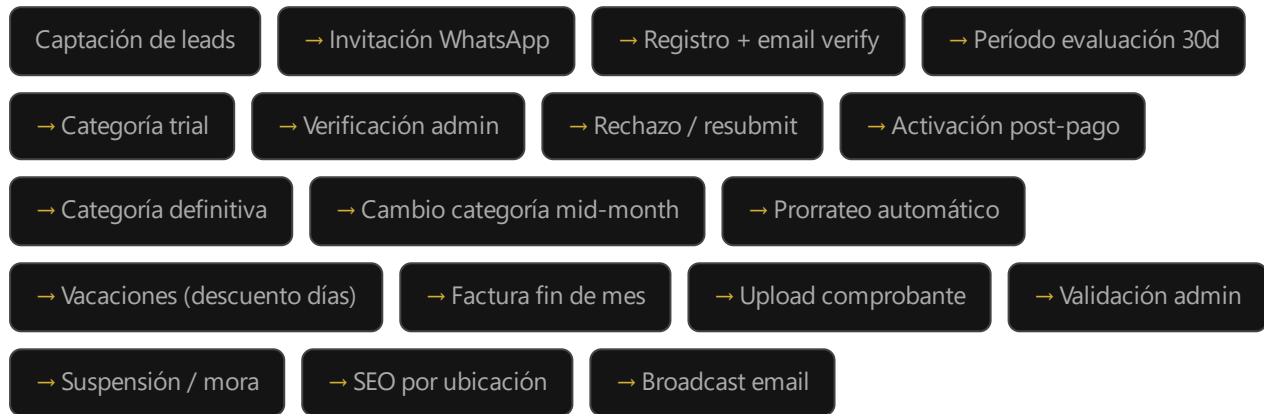 Captación de leads → Invitación WhatsApp → Registro + email verify → Período evaluación 30d
→ Categoría trial → Verificación admin → Rechazo / resubmit → Activación post-pago
→ Categoría definitiva → Cambio categoría mid-month → Prorrateo automático
→ Vacaciones (descuento días) → Factura fin de mes → Upload comprobante → Validación admin
→ Suspensión / mora → SEO por ubicación → Broadcast email